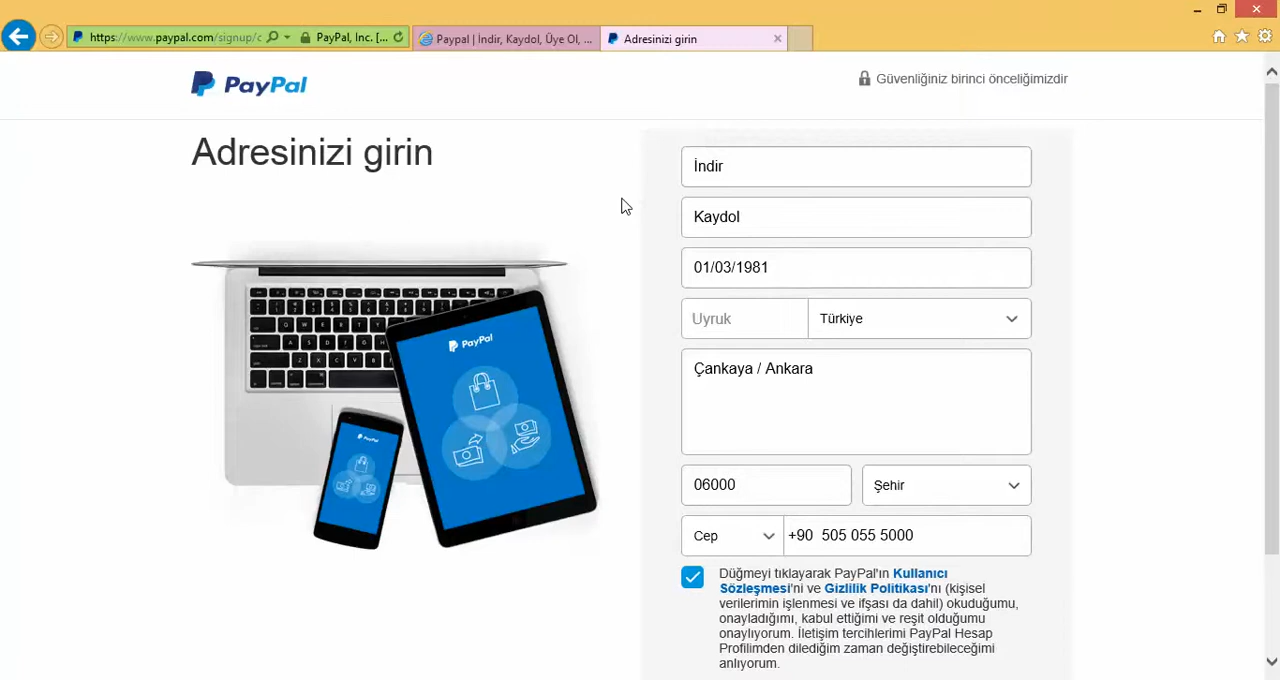 https://www.paypal.com/signup/c
PayPal, Inc. [...
Paypal | İndir, Kaydol, Üye Ol, ...
Adresinizi girin
PayPal
Güvenliğiniz birinci önceliğimizdir
Adresinizi girin
İndir
Kaydol
01/03/1981
Uyruk
Türkiye
Çankaya / Ankara
06000
Şehir
Cep
+90 505 055 5000
Düğmeyi tıklayarak PayPal'ın Kullanıcı
Sözleşmesi'ni ve Gizlilik Politikası'nı (kişisel
verilerimin işlenmesi ve ifşası da dahil) okuduğumu,
onayladığımı, kabul ettiğimi ve reşit olduğumu
onaylıyorum. İletişim tercihlerimi PayPal Hesap
Profilimden dilediğim zaman değiştirebileceğimi
anlıyorum.
PayPal
PayPal